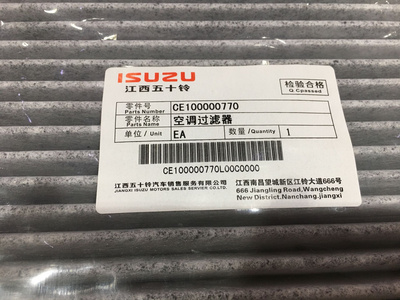 ISUZU
江西五十铃
检验合格
Q.Cpassed
零件号 CE100000770
Parts Number
零件名称 空调过滤器
Parts Name
单位/Unit EA 数量/Quantity 1
CE100000770L00C0000
江西五十铃汽车销售服务有限公司
JIANGXI ISUZU MOTORS SALES SERVICE CO.,LTD.
江西南昌望城新区江铃大道666号
666 Jiangling Road,Wangcheng
New District,Nanchang,jiangxi